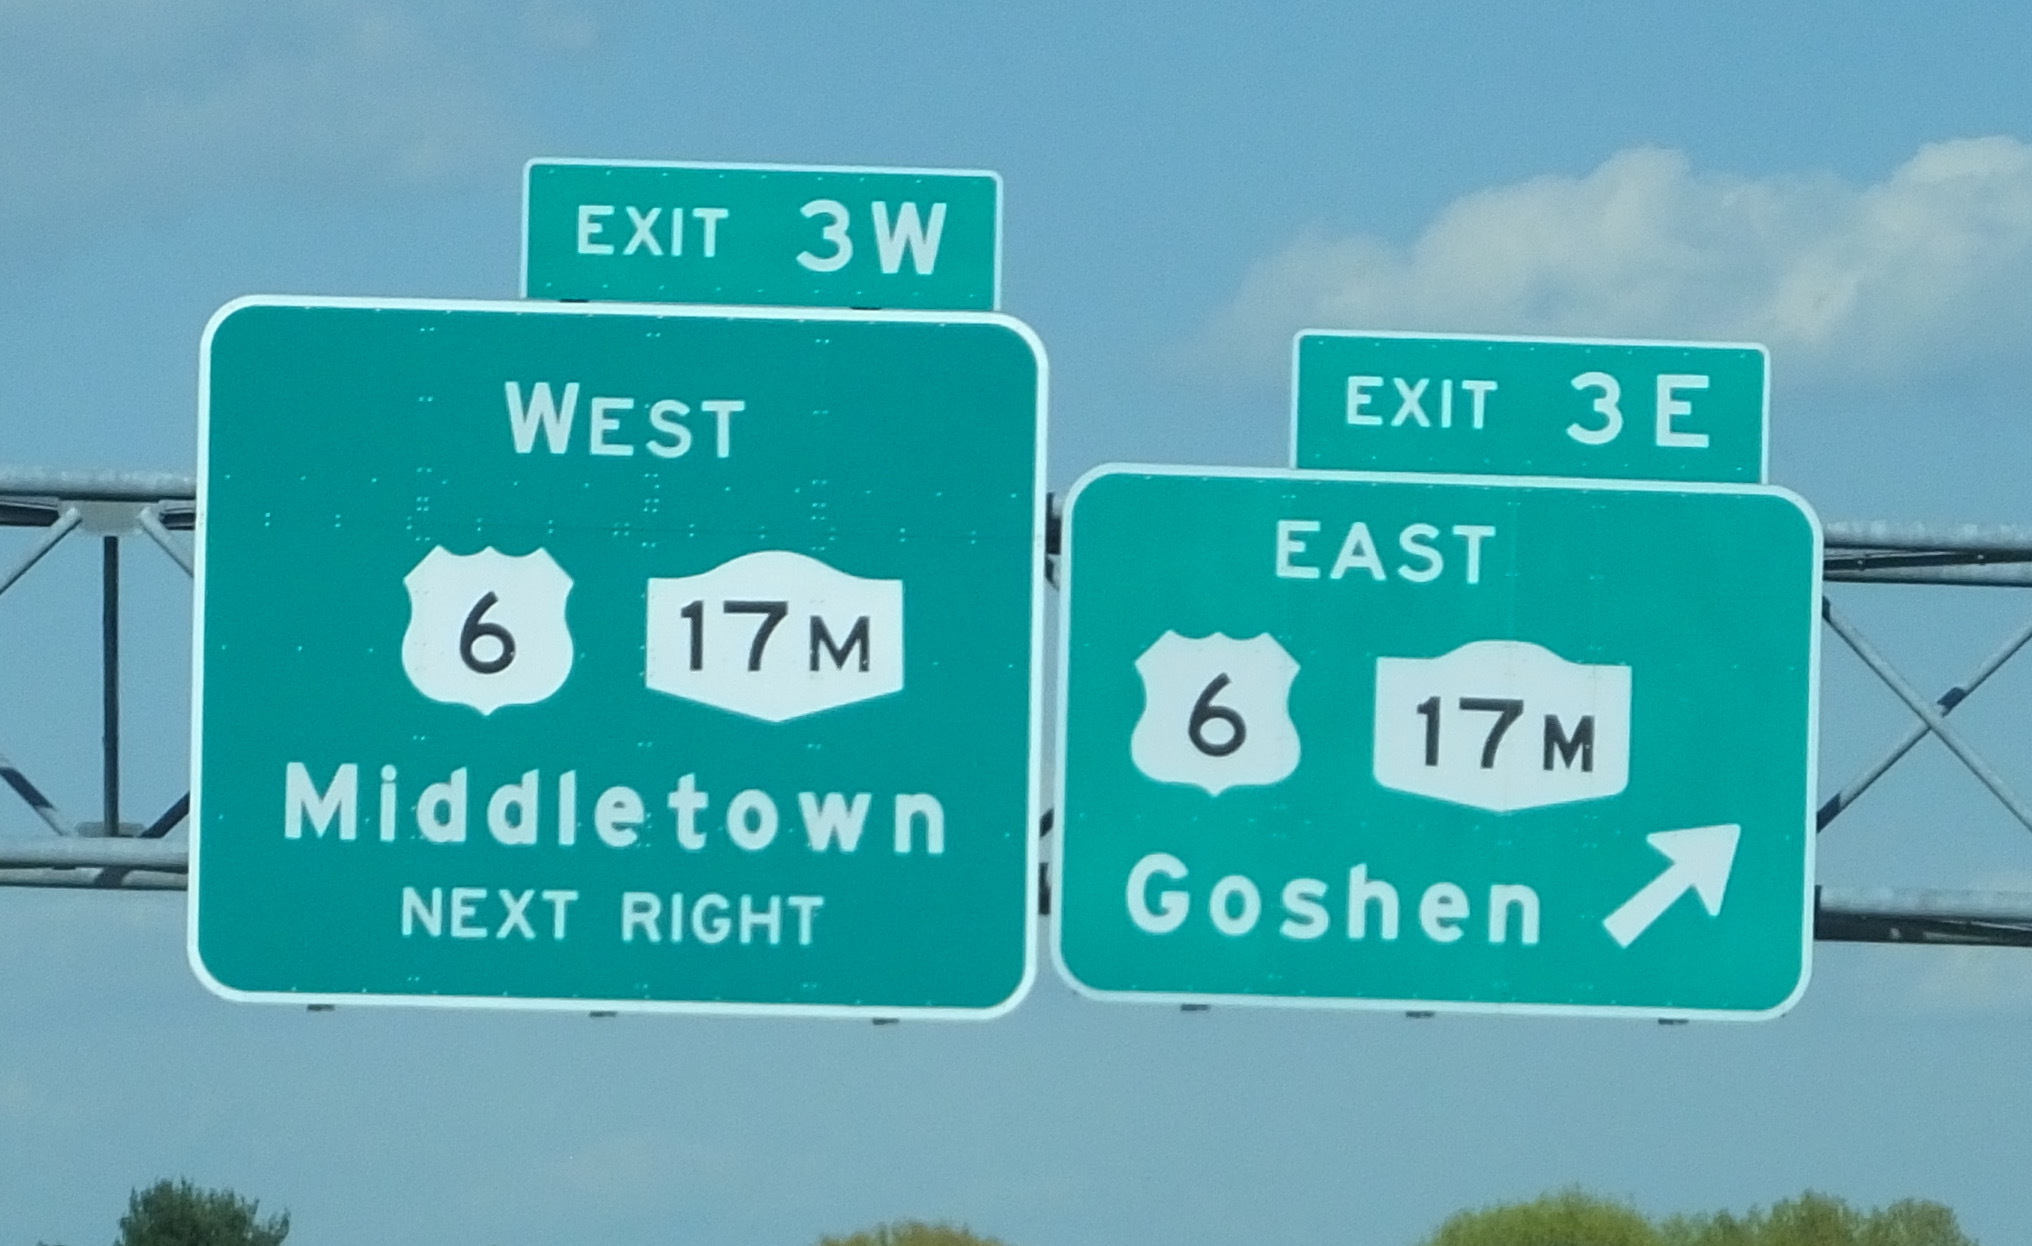 EXIT 3W
WEST
6 17M
Middletown
NEXT RIGHT
EXIT 3E
EAST
6 17M
Goshen